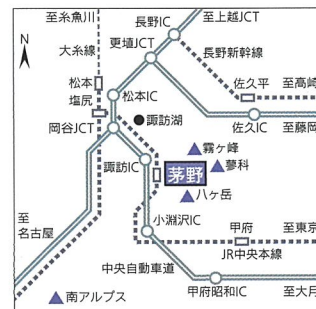 至糸魚川
長野IC
至上越JCT
N
大糸線
更埴JCT
長野新幹線
松本
松本IC
佐久平
至高崎
塩尻
諏訪湖
佐久IC
至藤岡
岡谷JCT
霧ヶ峰
諏訪IC
茅野
蓼科
八ヶ岳
至
名古屋
小淵沢IC
甲府
至東京
JR中央本線
中央自動車道
甲府昭和IC
至大月
南アルプス